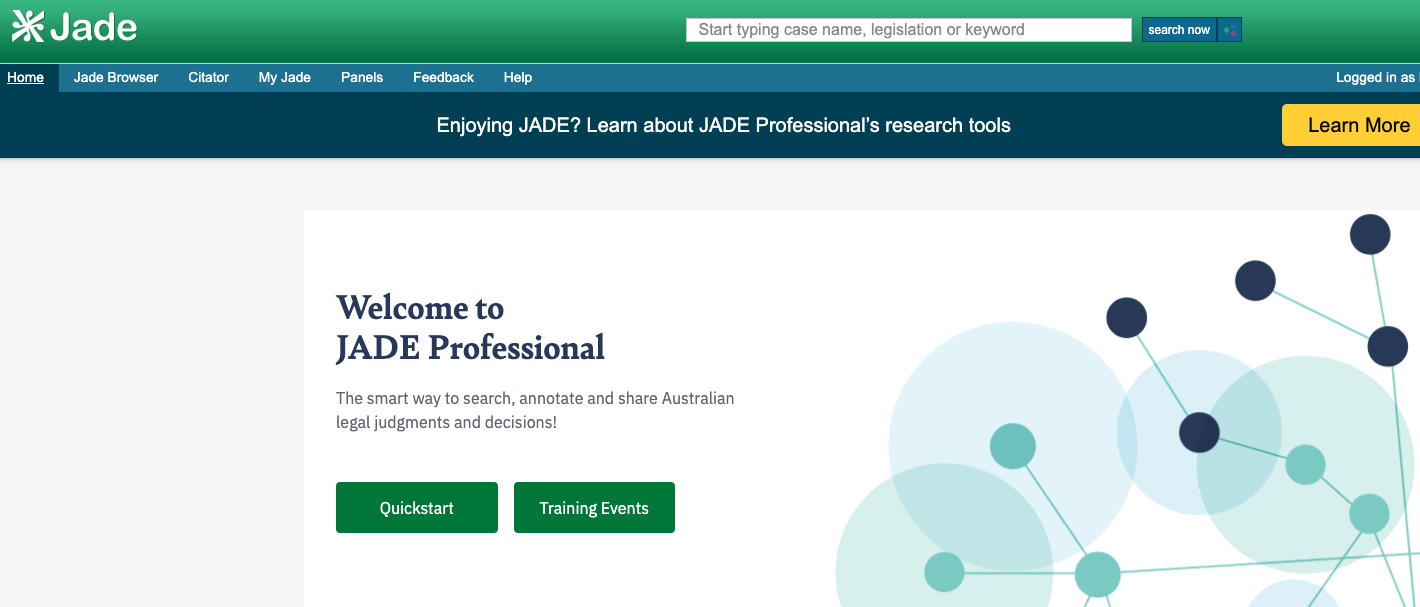 Jade
Start typing case name, legislation or keyword
search now
Home
Jade Browser
Citator
My Jade
Panels
Feedback
Help
Logged in as
Enjoying JADE? Learn about JADE Professional’s research tools
Learn More
Welcome to
JADE Professional
The smart way to search, annotate and share Australian
legal judgments and decisions!
Quickstart
Training Events